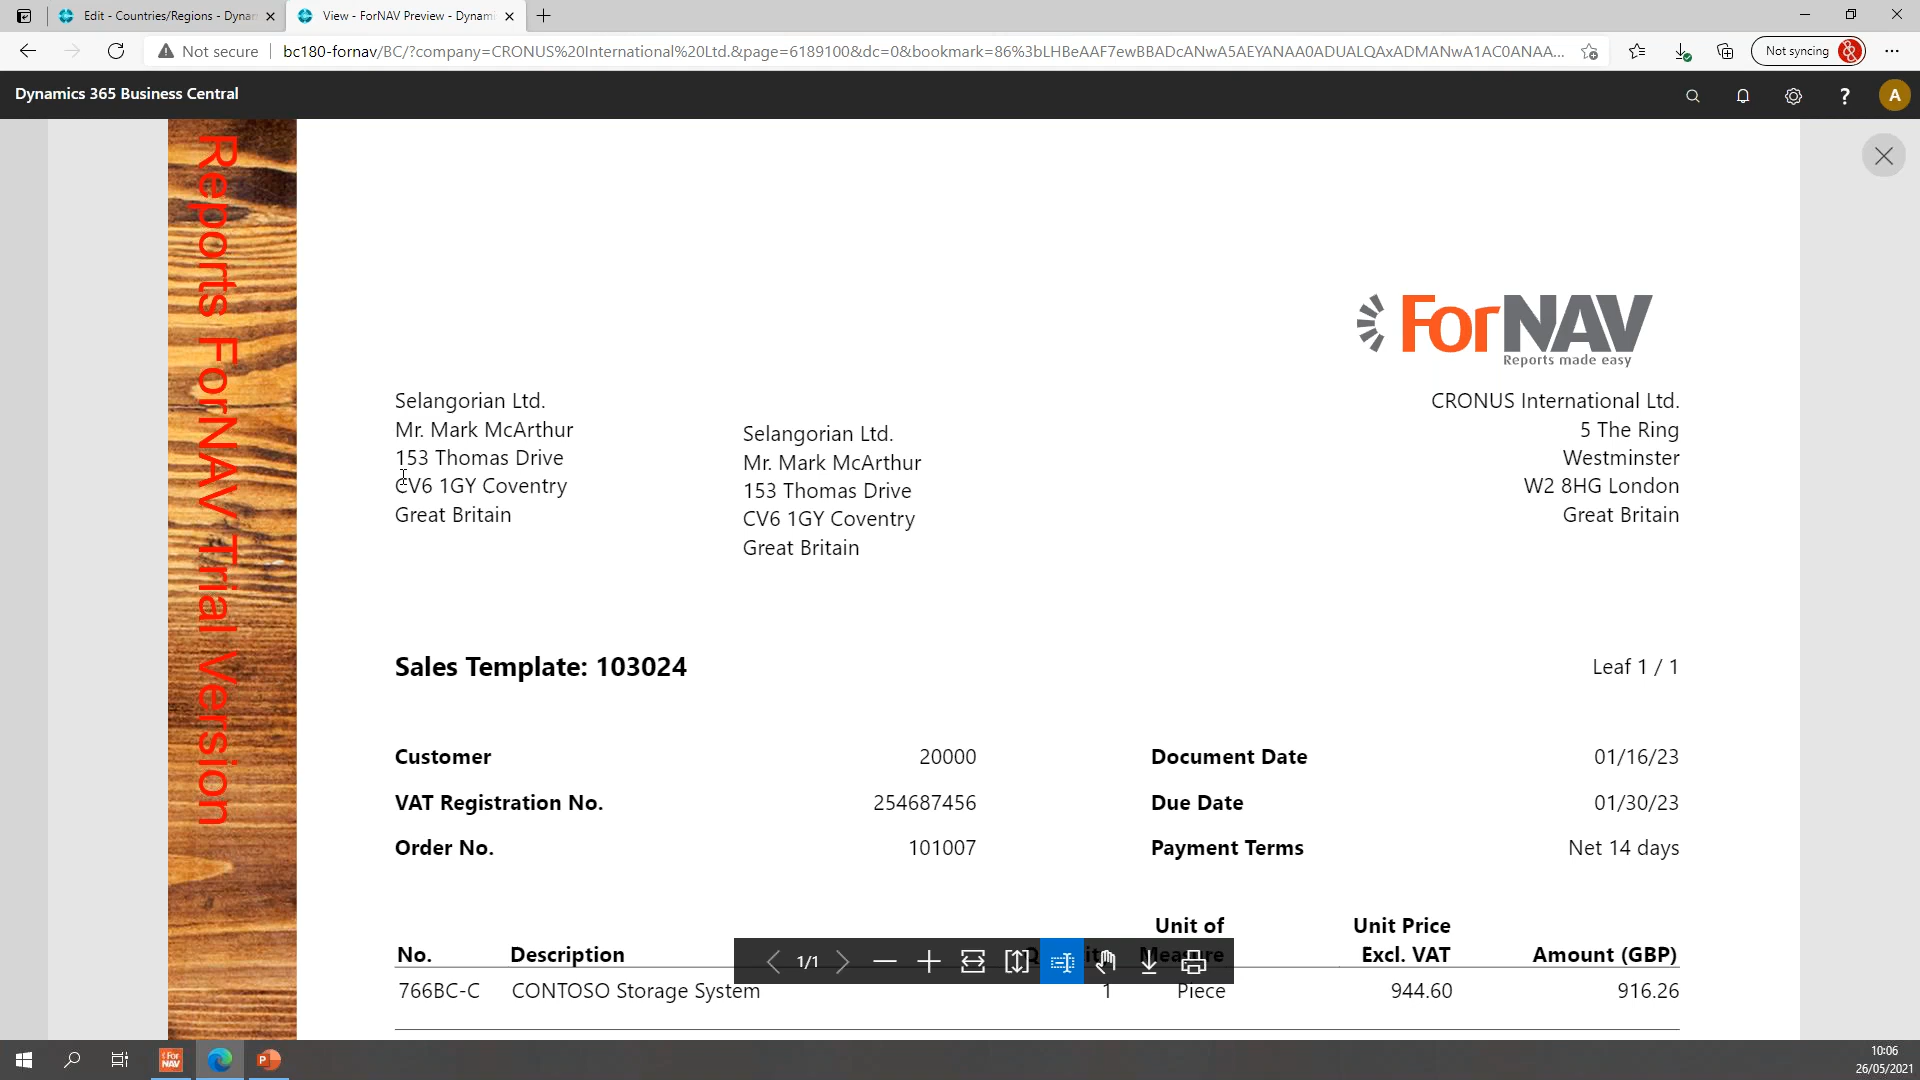 Edit - Countries/Regions - Dynam
View - ForNAV Preview - Dynami
Not secure
bc180-fornav/BC/?company=CRONUS%20International%20Ltd.&page=6189100&dc=0&bookmark=86%3bLHBeAAF7ewBBADcANwA5AEYANAA0ADUALQAxADMANwA1AC0ANAA...
Not syncing
Dynamics 365 Business Central
?
A
Reports ForNAV Trial Version
ForNAV
Reports made easy
Selangorian Ltd.
Mr. Mark McArthur
153 Thomas Drive
CV6 1GY Coventry
Great Britain
Selangorian Ltd.
Mr. Mark McArthur
153 Thomas Drive
CV6 1GY Coventry
Great Britain
CRONUS International Ltd.
5 The Ring
Westminster
W2 8HG London
Great Britain
Sales Template: 103024
Leaf 1 / 1
Customer 20000 Document Date 01/16/23
VAT Registration No. 254687456 Due Date 01/30/23
Order No. 101007 Payment Terms Net 14 days
Unit of Unit Price
No. Description Measure Excl. VAT Amount (GBP)
1/1
766BC-C CONTOSO Storage System 1 Piece 944.60 916.26
For NAV
P
10:06
26/05/2021